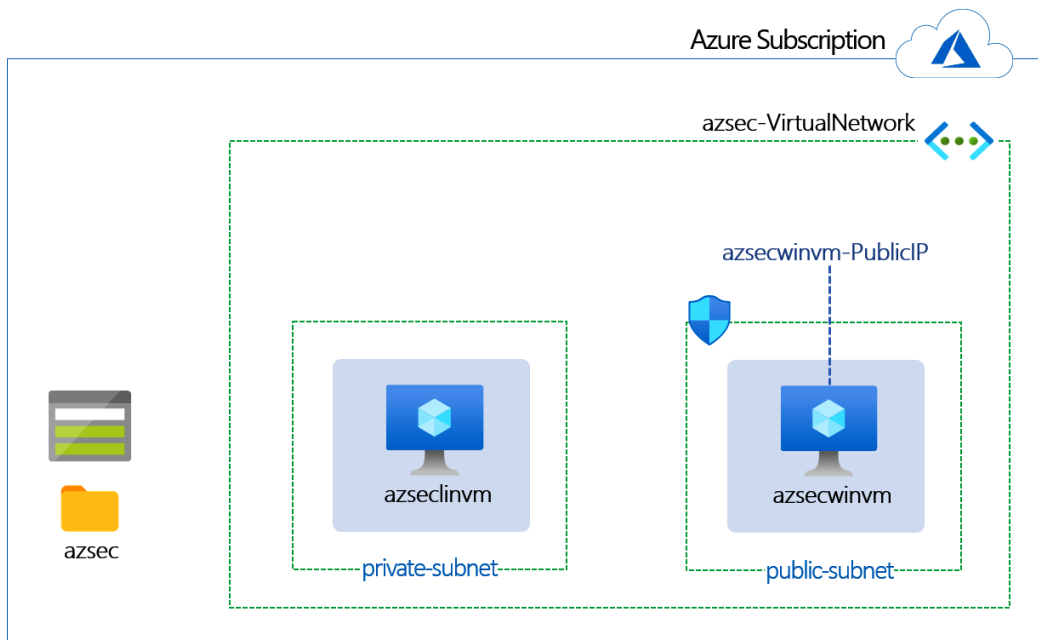 Azure Subscription
azsec-VirtualNetwork
azsecwinvm-PublicIP
azseclinvm
azsecwinvm
azsec
private-subnet
public-subnet